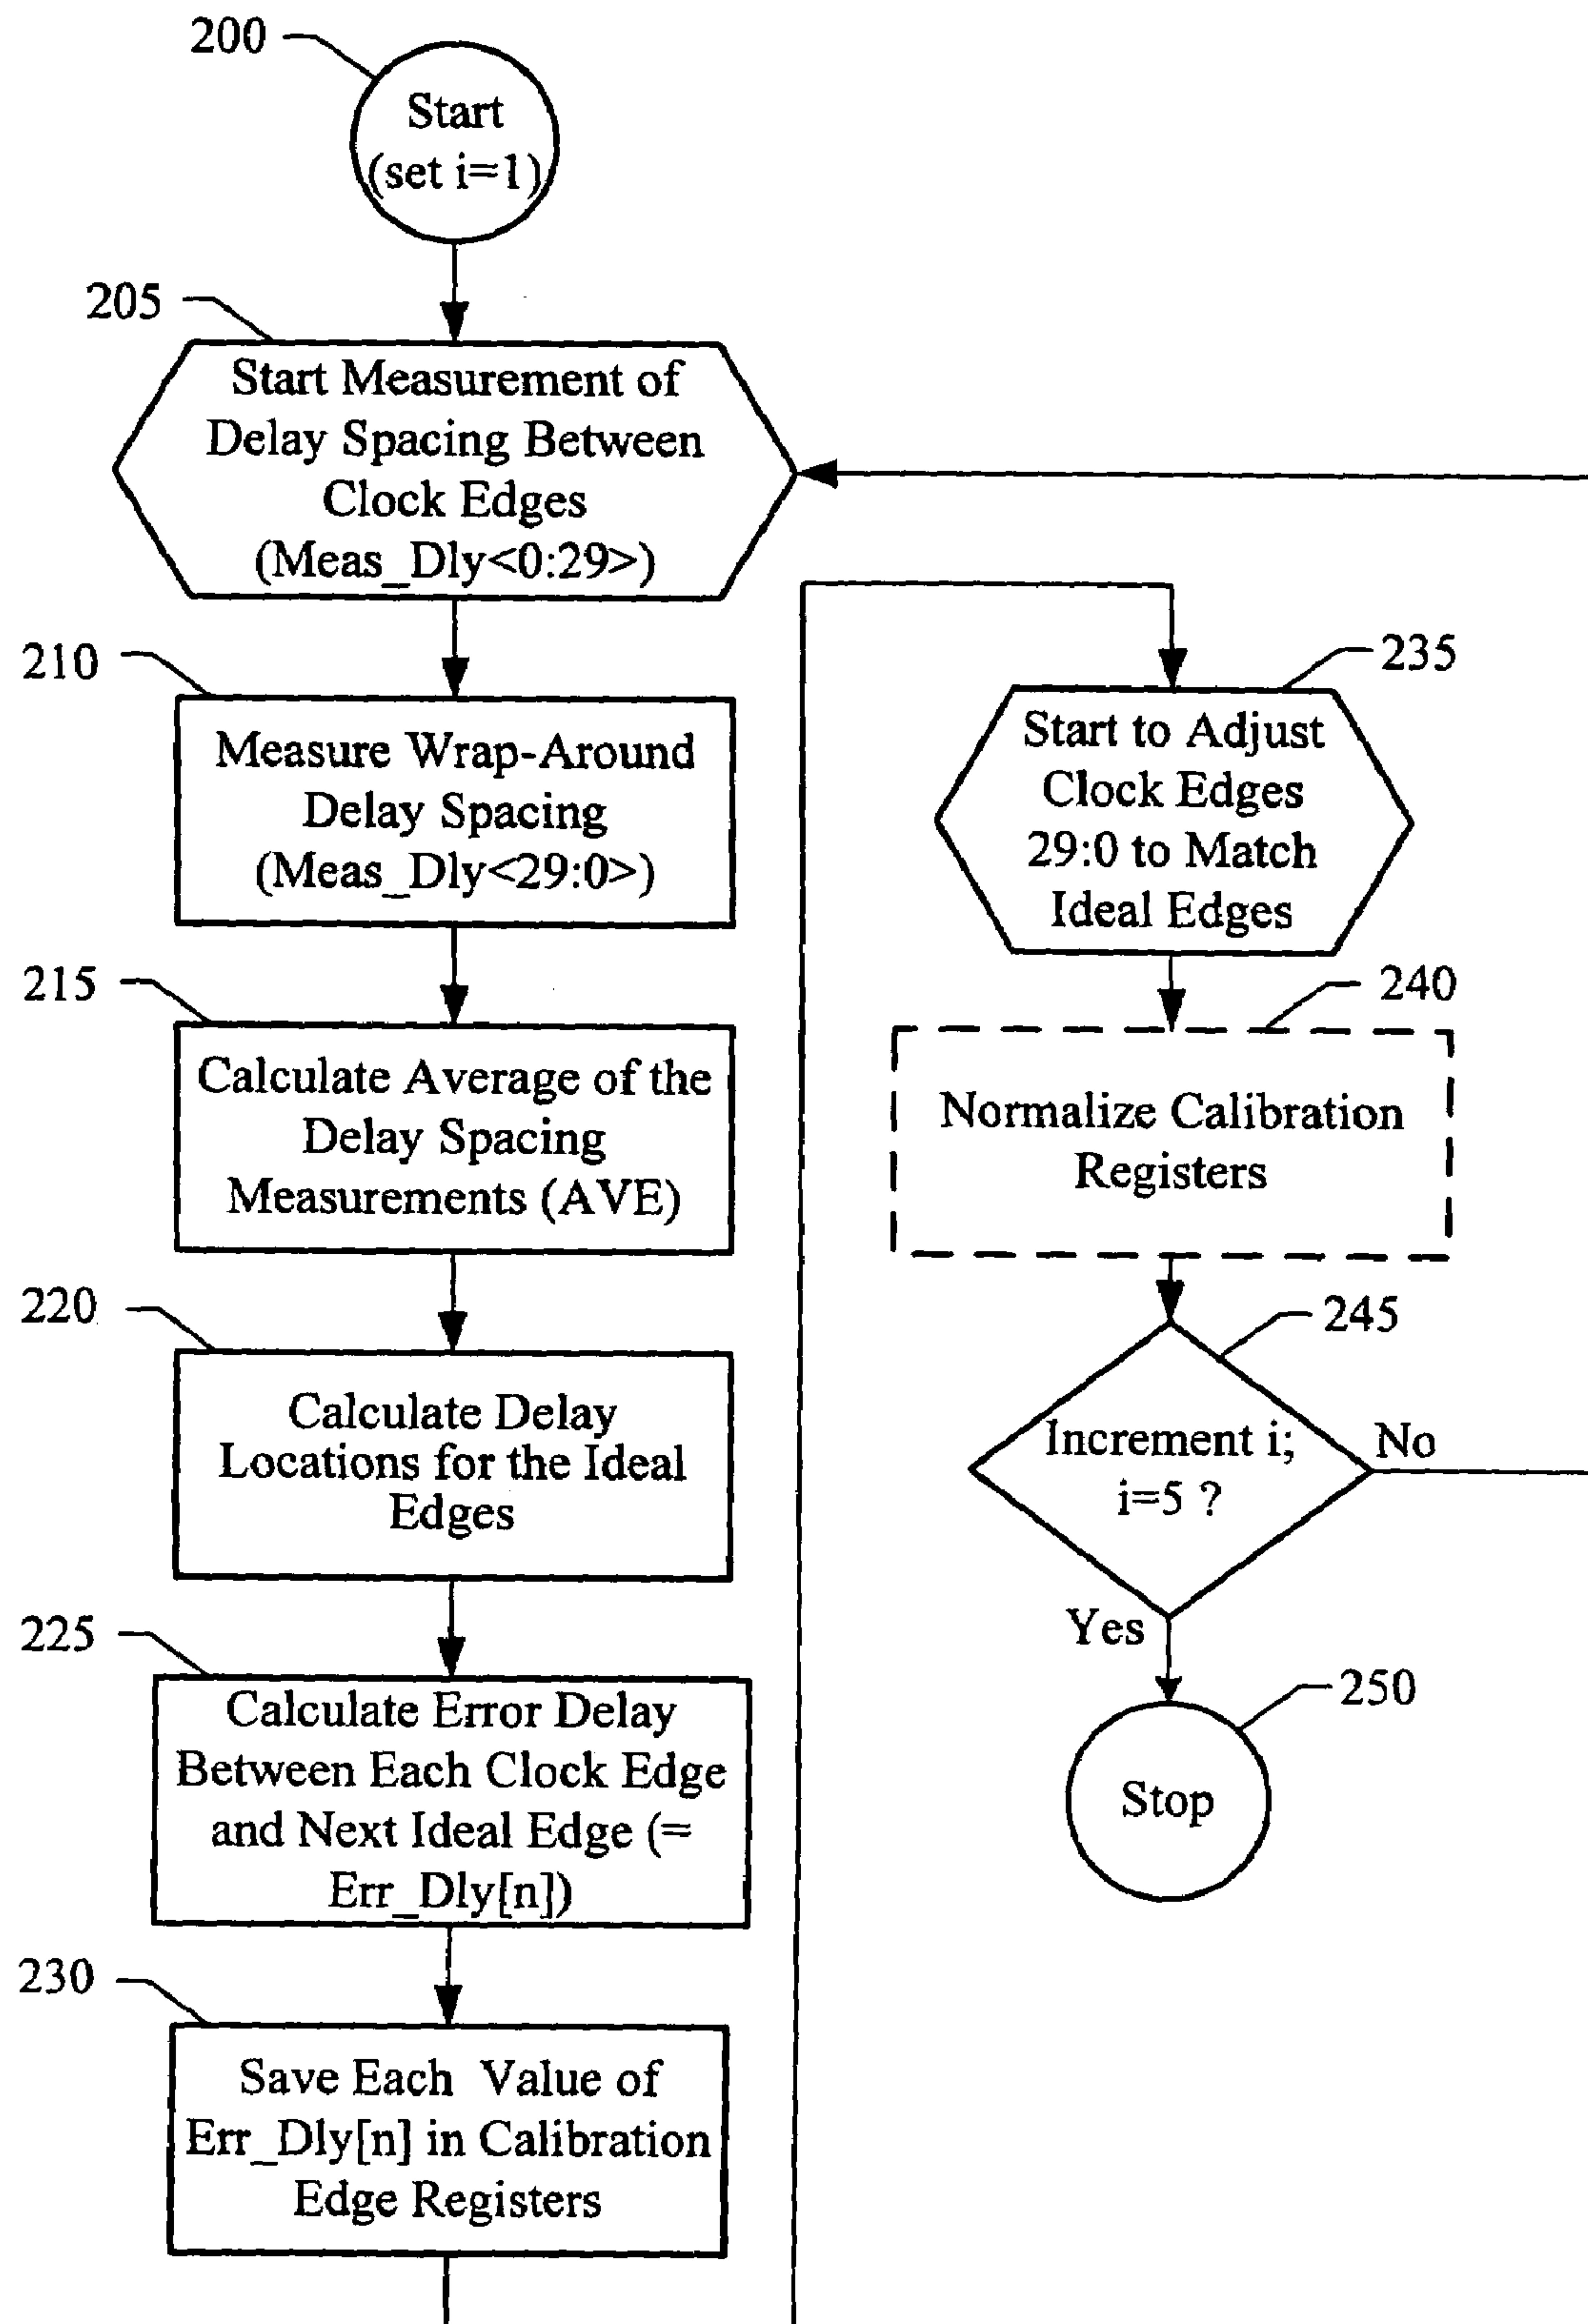 200
Start
(set i=1)
205
Start Measurement of
Delay Spacing Between
Clock Edges
(Meas_Dly<0:29>)
210
Measure Wrap-Around
Delay Spacing
(Meas_Dly<29:0>)
215
Calculate Average of the
Delay Spacing
Measurements (AVE)
220
Calculate Delay
Locations for the Ideal
Edges
225
Calculate Error Delay
Between Each Clock Edge
and Next Ideal Edge (=
Err_Dly[n])
230
Save Each Value of
Err_Dly[n] in Calibration
Edge Registers
235
Start to Adjust
Clock Edges
29:0 to Match
Ideal Edges
240
Normalize Calibration
Registers
245
Increment i;
i=5 ?
No
Yes
250
Stop